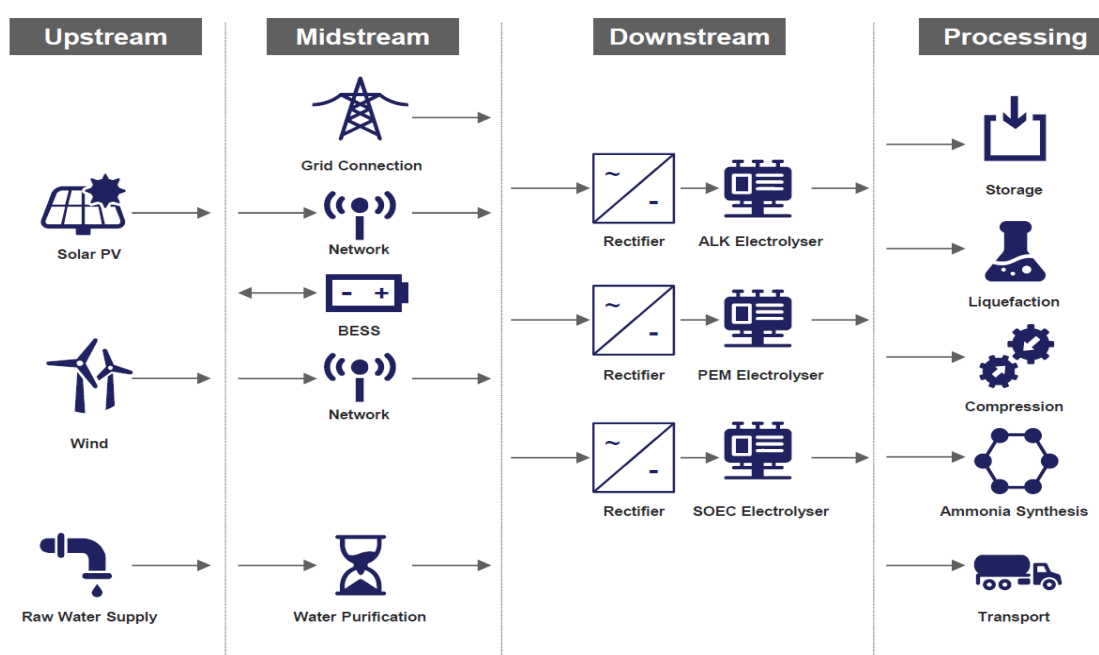 Upstream
Midstream
Downstream
Processing
Grid Connection
Storage
Solar PV
Network
~
-
Rectifier
ALK Electrolyser
Liquefaction
- +
BESS
~
-
Rectifier
PEM Electrolyser
Wind
Network
Compression
~
-
Rectifier
SOEC Electrolyser
Ammonia Synthesis
Raw Water Supply
Water Purification
Transport